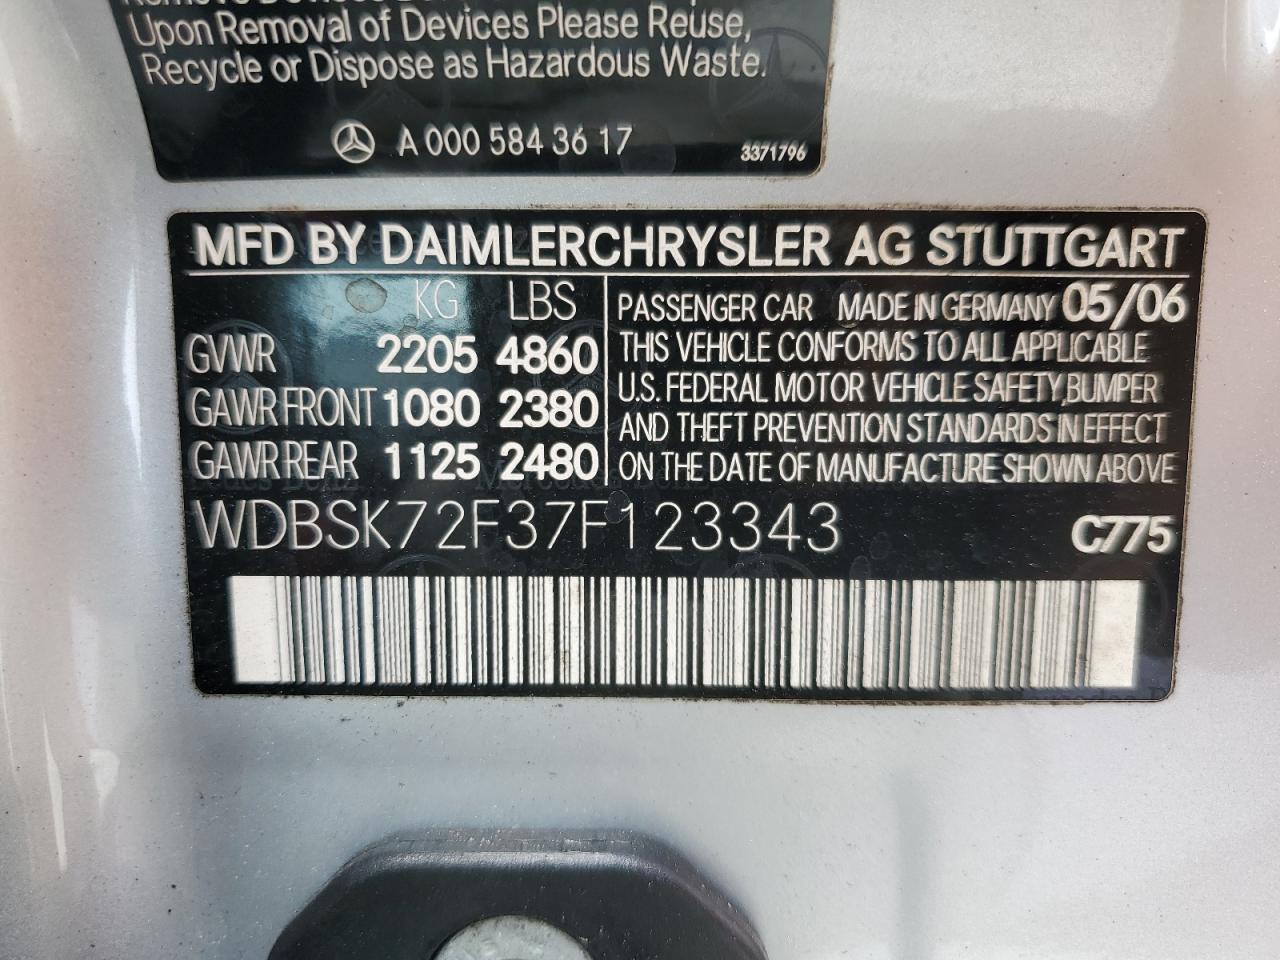 Upon Removal of Devices Please Reuse,
Recycle or Dispose as Hazardous Waste.
A 000 584 36 17
3371796
MFD BY DAIMLERCHRYSLER AG STUTTGART
KG LBS
GVWR 2205 4860
GAWR FRONT 1080 2380
GAWR REAR 1125 2480
PASSENGER CAR MADE IN GERMANY 05/06
THIS VEHICLE CONFORMS TO ALL APPLICABLE
U.S. FEDERAL MOTOR VEHICLE SAFETY, BUMPER
AND THEFT PREVENTION STANDARDS IN EFFECT
ON THE DATE OF MANUFACTURE SHOWN ABOVE
WDBSK72F37F123343
C775